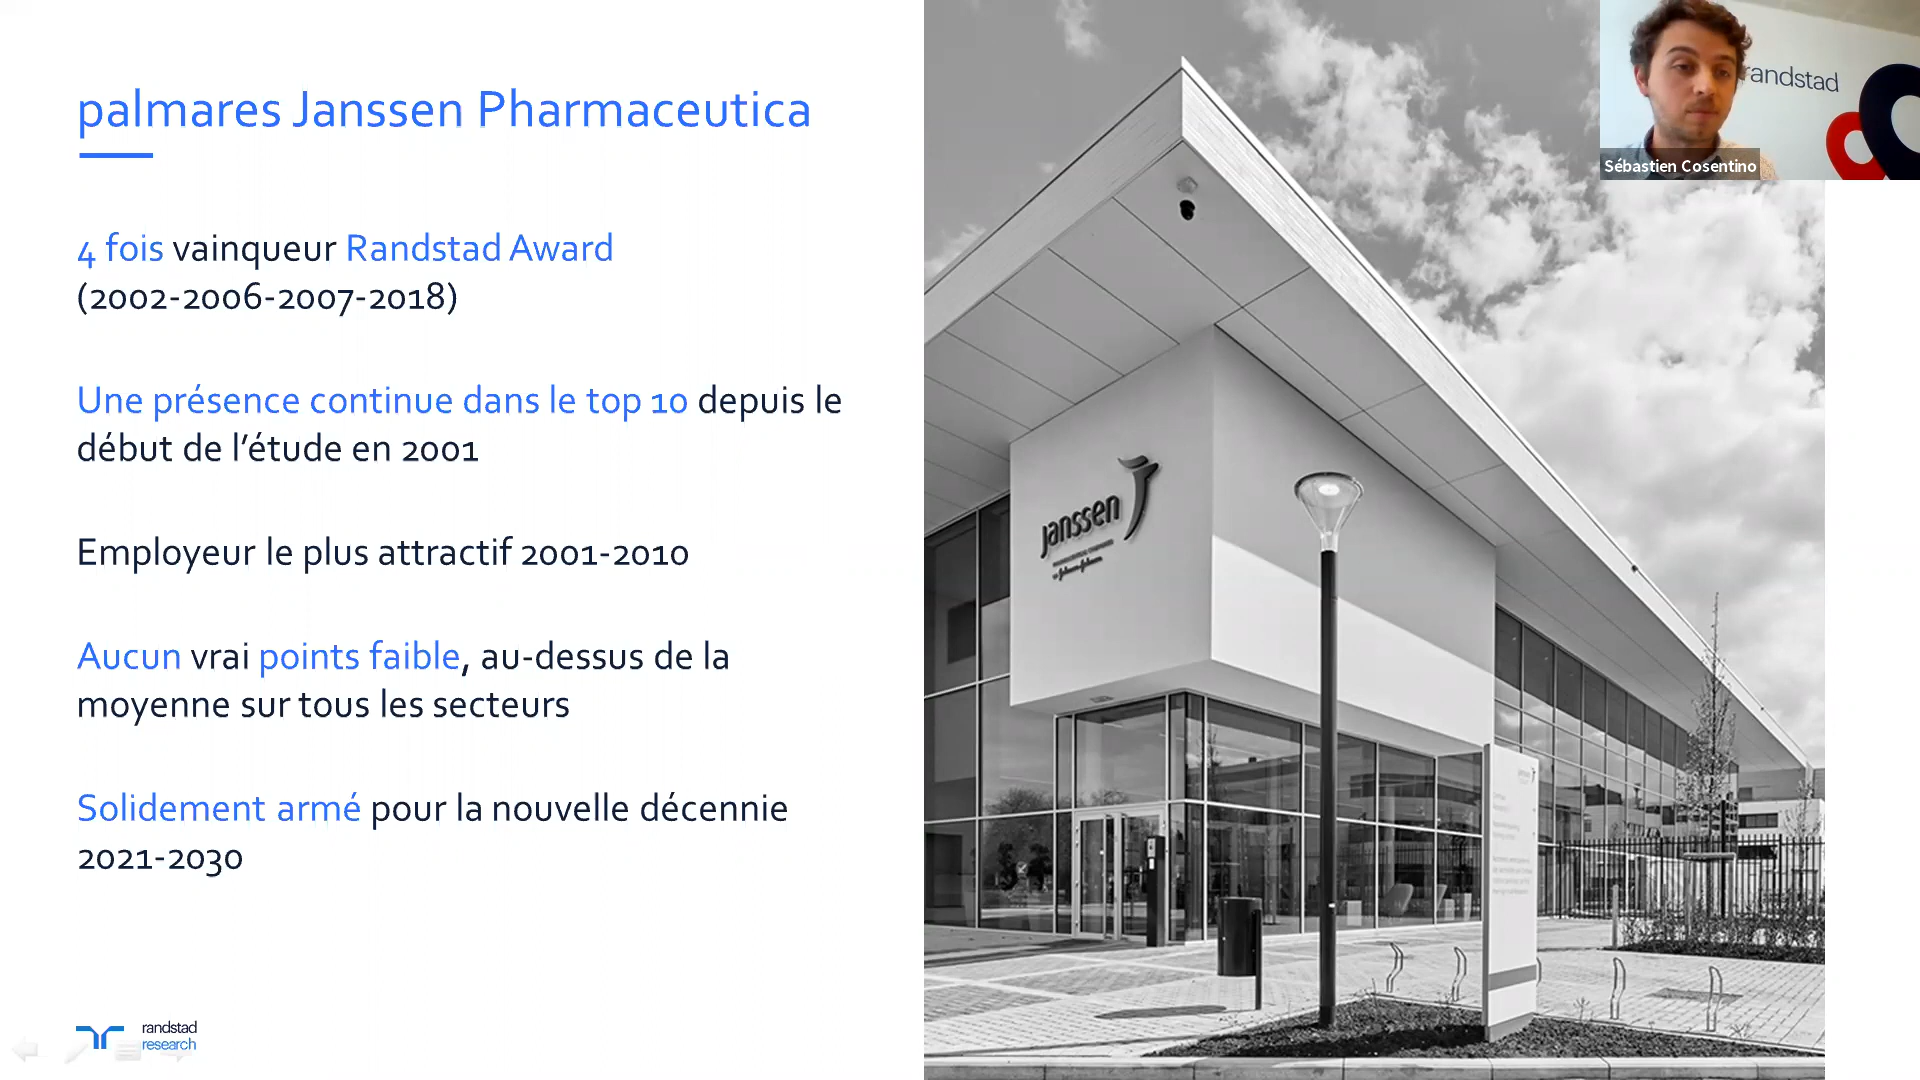 palmares Janssen Pharmaceutica
4 fois vainqueur Randstad Award
(2002-2006-2007-2018)
Une présence continue dans le top 10 depuis le
début de l'étude en 2001
Employeur le plus attractif 2001-2010
Aucun vrai points faible, au-dessus de la
moyenne sur tous les secteurs
Solidement armé pour la nouvelle décennie
2021-2030
randstad
research
janssen
Johnson & Johnson
randstad
Sébastien Cosentino